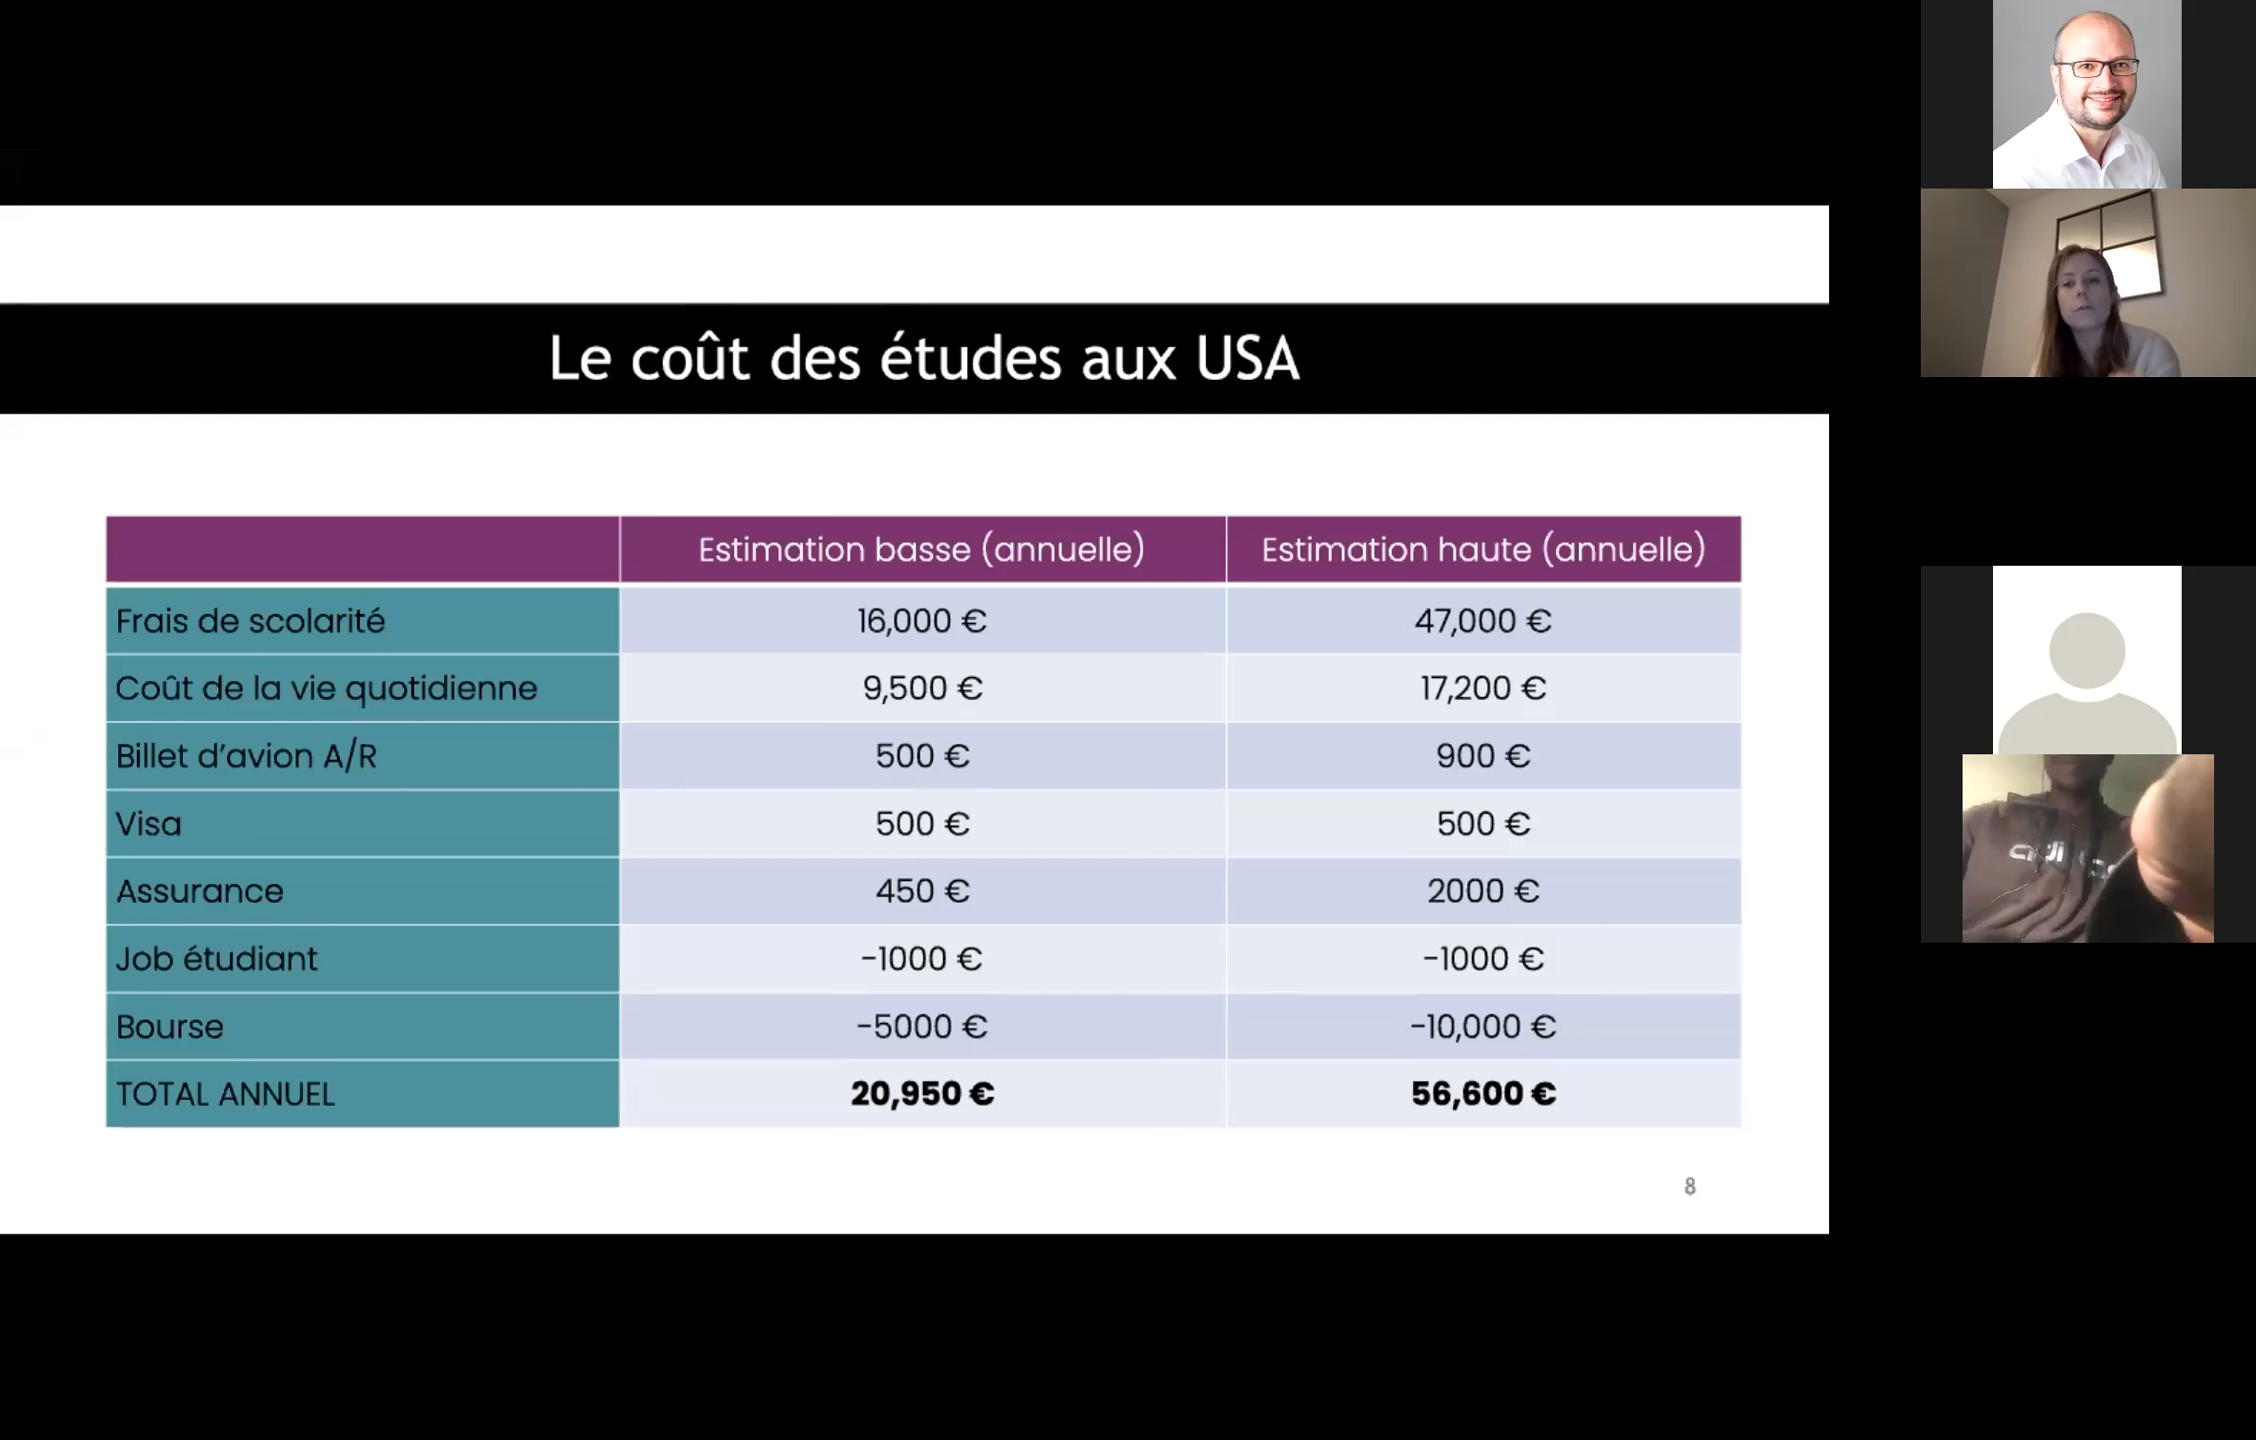 Le coût des études aux USA
Estimation basse (annuelle) Estimation haute (annuelle)
Frais de scolarité 16,000 € 47,000 €
Coût de la vie quotidienne 9,500 € 17,200 €
Billet d’avion A/R 500 € 900 €
Visa 500 € 500 €
Assurance 450 € 2000 €
Job étudiant -1000 € -1000 €
Bourse -5000 € -10,000 €
TOTAL ANNUEL 20,950 € 56,600 €
8